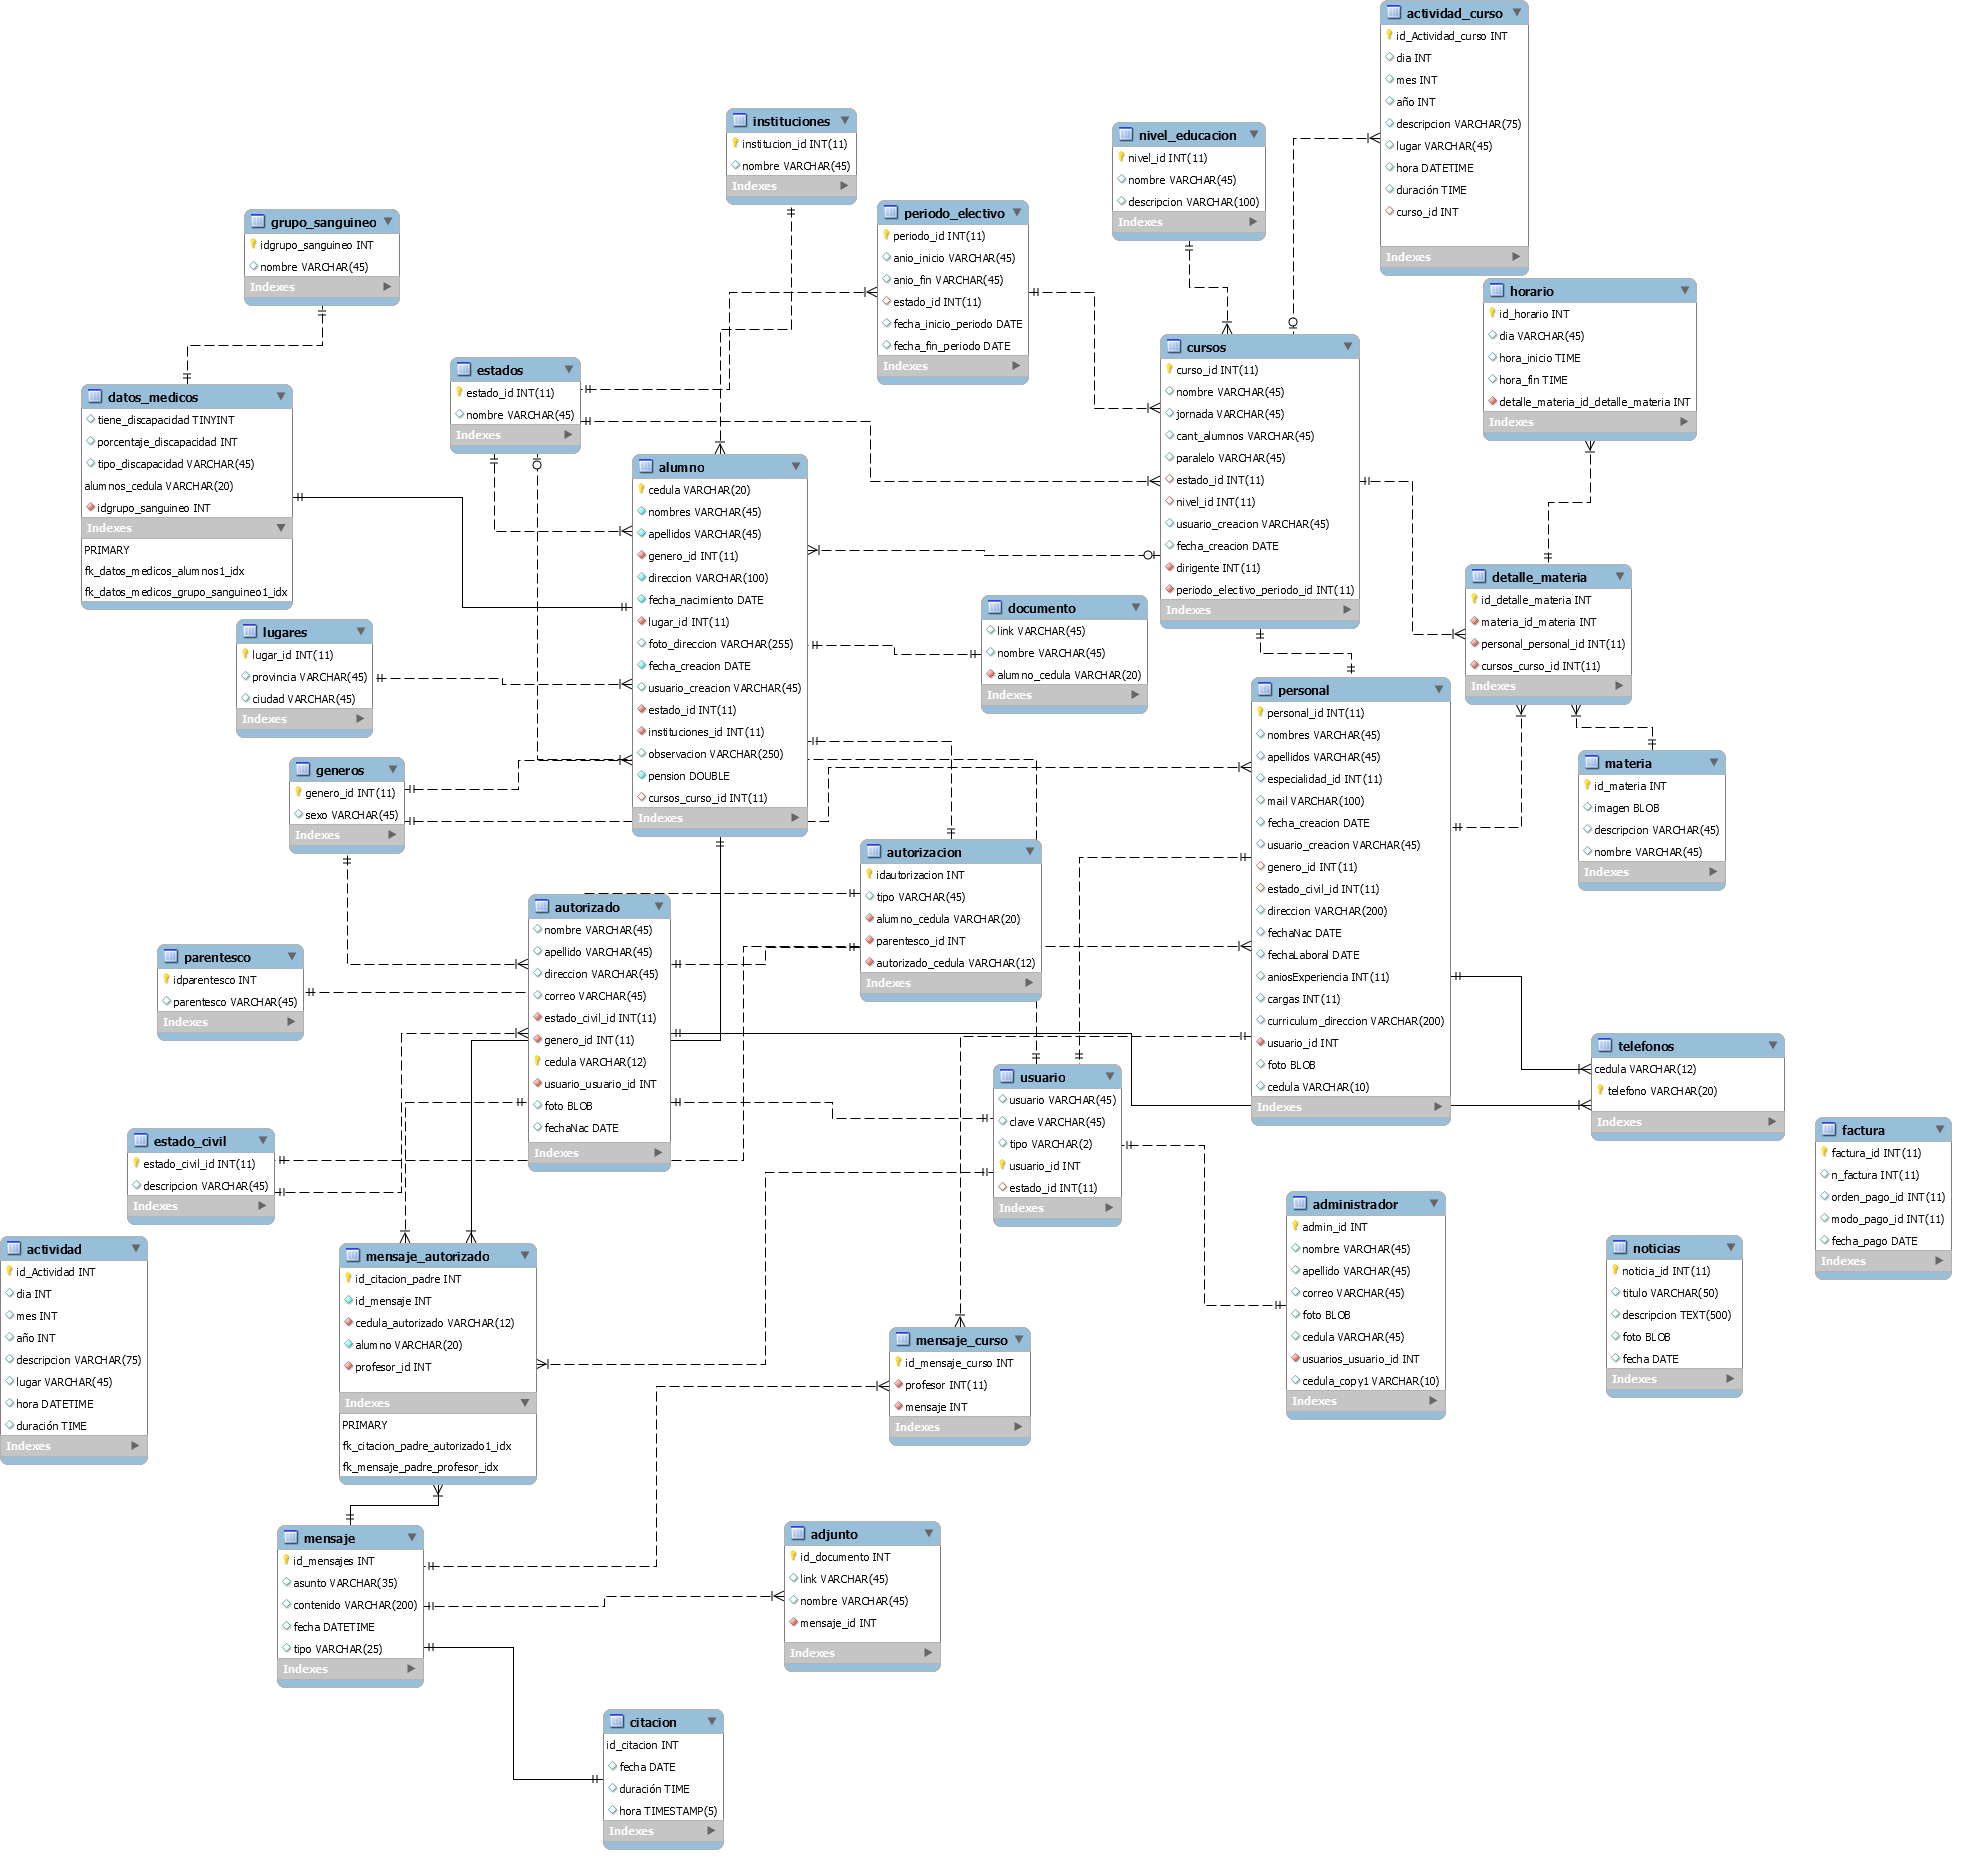 actividad_curso
id_Actividad_curso INT
dia INT
mes INT
año INT
descripcion VARCHAR(75)
lugar VARCHAR(45)
hora DATETIME
duración TIME
curso_id INT
Indexes
instituciones
institucion_id INT(11)
nombre VARCHAR(45)
Indexes
nivel_educacion
nivel_id INT(11)
nombre VARCHAR(45)
descripcion VARCHAR(100)
Indexes
periodo_electivo
periodo_id INT(11)
anio_inicio VARCHAR(45)
anio_fin VARCHAR(45)
estado_id INT(11)
fecha_inicio_periodo DATE
fecha_fin_periodo DATE
Indexes
grupo_sanguineo
idgrupo_sanguineo INT
nombre VARCHAR(45)
Indexes
horario
id_horario INT
dia VARCHAR(45)
hora_inicio TIME
hora_fin TIME
detalle_materia_id_detalle_materia INT
Indexes
cursos
curso_id INT(11)
nombre VARCHAR(45)
jornada VARCHAR(45)
cant_alumnos VARCHAR(45)
paralelo VARCHAR(45)
estado_id INT(11)
nivel_id INT(11)
usuario_creacion VARCHAR(45)
fecha_creacion DATE
dirigente INT(11)
periodo_electivo_periodo_id INT(11)
Indexes
estados
estado_id INT(11)
nombre VARCHAR(45)
Indexes
datos_medicos
tiene_discapacidad TINYINT
porcentaje_discapacidad INT
tipo_discapacidad VARCHAR(45)
alumnos_cedula VARCHAR(20)
idgrupo_sanguineo INT
Indexes
PRIMARY
fk_datos_medicos_alumnos1_idx
fk_datos_medicos_grupo_sanguineo1_idx
alumno
cedula VARCHAR(20)
nombres VARCHAR(45)
apellidos VARCHAR(45)
genero_id INT(11)
direccion VARCHAR(100)
fecha_nacimiento DATE
lugar_id INT(11)
foto_direccion VARCHAR(255)
fecha_creacion DATE
usuario_creacion VARCHAR(45)
estado_id INT(11)
instituciones_id INT(11)
observacion VARCHAR(250)
pension DOUBLE
cursos_curso_id INT(11)
Indexes
detalle_materia
id_detalle_materia INT
materia_id_materia INT
personal_personal_id INT(11)
cursos_curso_id INT(11)
Indexes
documento
link VARCHAR(45)
nombre VARCHAR(45)
alumno_cedula VARCHAR(20)
Indexes
lugares
lugar_id INT(11)
provincia VARCHAR(45)
ciudad VARCHAR(45)
Indexes
personal
personal_id INT(11)
nombres VARCHAR(45)
apellidos VARCHAR(45)
especialidad_id INT(11)
mail VARCHAR(100)
fecha_creacion DATE
usuario_creacion VARCHAR(45)
genero_id INT(11)
estado_civil_id INT(11)
direccion VARCHAR(200)
fechaNac DATE
fechaLaboral DATE
aniosExperiencia INT(11)
cargas INT(11)
curriculum_direccion VARCHAR(200)
usuario_id INT
foto BLOB
cedula VARCHAR(10)
Indexes
materia
id_materia INT
imagen BLOB
descripcion VARCHAR(45)
nombre VARCHAR(45)
Indexes
generos
genero_id INT(11)
sexo VARCHAR(45)
Indexes
autorizacion
idautorizacion INT
tipo VARCHAR(45)
alumno_cedula VARCHAR(20)
parentesco_id INT
autorizado_cedula VARCHAR(12)
Indexes
autorizado
nombre VARCHAR(45)
apellido VARCHAR(45)
direccion VARCHAR(45)
correo VARCHAR(45)
estado_civil_id INT(11)
genero_id INT(11)
cedula VARCHAR(12)
usuario_usuario_id INT
foto BLOB
fechaNac DATE
Indexes
parentesco
idparentesco INT
parentesco VARCHAR(45)
Indexes
telefonos
cedula VARCHAR(12)
telefono VARCHAR(20)
Indexes
usuario
usuario VARCHAR(45)
clave VARCHAR(45)
tipo VARCHAR(2)
usuario_id INT
estado_id INT(11)
Indexes
factura
factura_id INT(11)
n_factura INT(11)
orden_pago_id INT(11)
modo_pago_id INT(11)
fecha_pago DATE
Indexes
estado_civil
estado_civil_id INT(11)
descripcion VARCHAR(45)
Indexes
administrador
admin_id INT
nombre VARCHAR(45)
apellido VARCHAR(45)
correo VARCHAR(45)
foto BLOB
cedula VARCHAR(45)
usuarios_usuario_id INT
cedula_copy1 VARCHAR(10)
Indexes
noticias
noticia_id INT(11)
titulo VARCHAR(50)
descripcion TEXT(500)
foto BLOB
fecha DATE
Indexes
actividad
id_Actividad INT
dia INT
mes INT
año INT
descripcion VARCHAR(75)
lugar VARCHAR(45)
hora DATETIME
duración TIME
Indexes
mensaje_autorizado
id_citacion_padre INT
id_mensaje INT
cedula_autorizado VARCHAR(12)
alumno VARCHAR(20)
profesor_id INT
Indexes
PRIMARY
fk_citacion_padre_autorizado1_idx
fk_mensaje_padre_profesor_idx
mensaje_curso
id_mensaje_curso INT
profesor INT(11)
mensaje INT
Indexes
mensaje
id_mensajes INT
asunto VARCHAR(35)
contenido VARCHAR(200)
fecha DATETIME
tipo VARCHAR(25)
Indexes
adjunto
id_documento INT
link VARCHAR(45)
nombre VARCHAR(45)
mensaje_id INT
Indexes
citacion
id_citacion INT
fecha DATE
duración TIME
hora TIMESTAMP(5)
Indexes